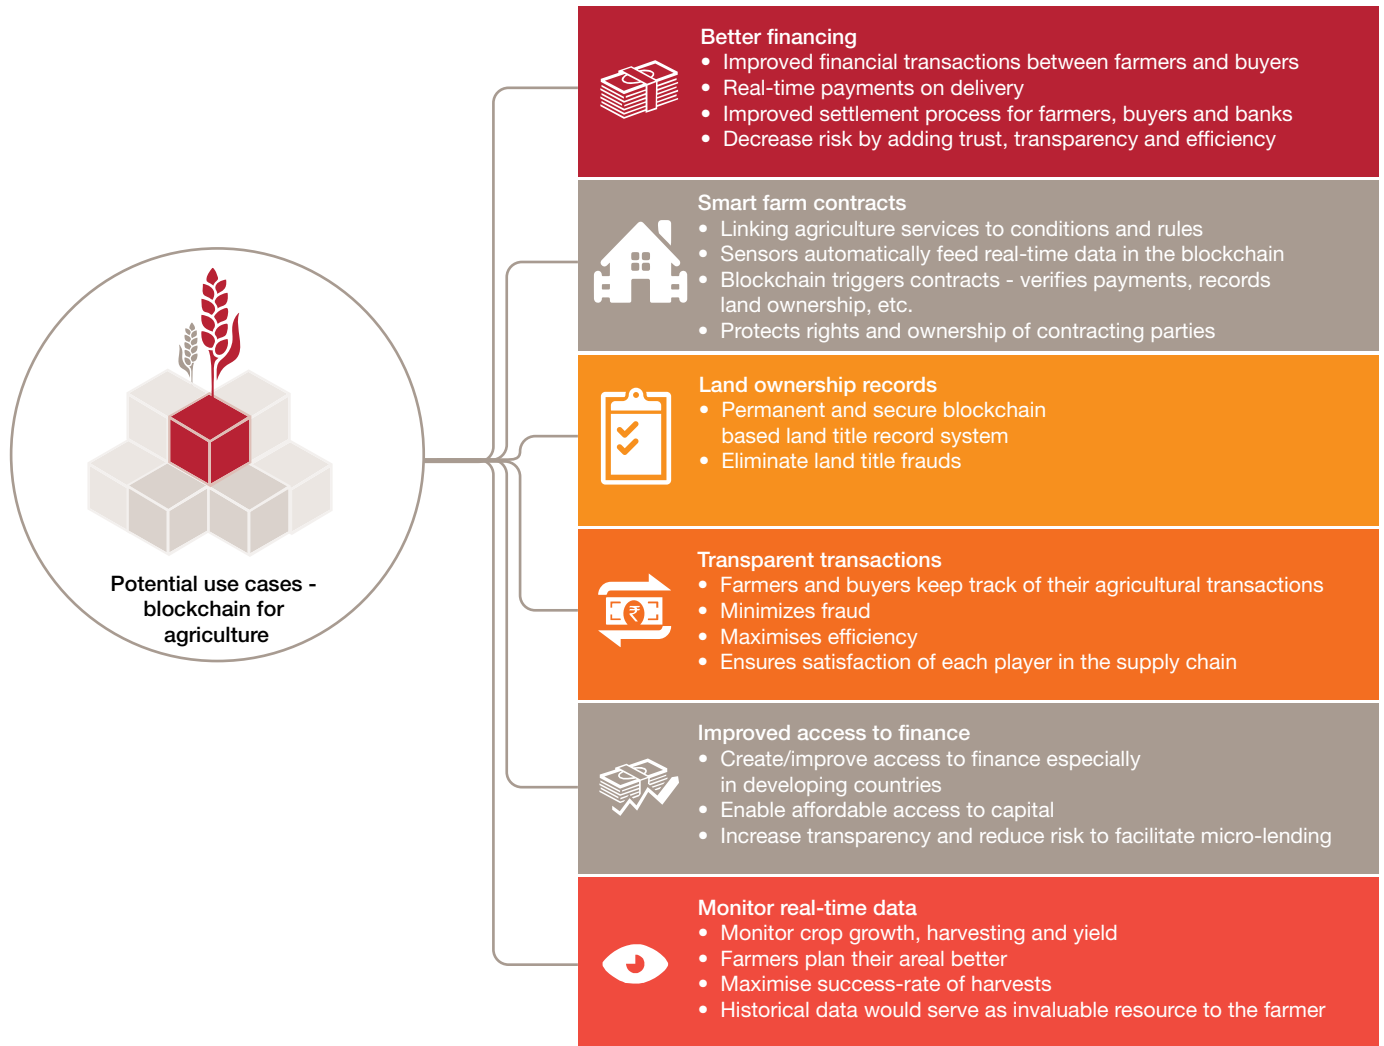 Potential use cases -
blockchain for
agriculture
Better financing
• Improved financial transactions between farmers and buyers
• Real-time payments on delivery
• Improved settlement process for farmers, buyers and banks
• Decrease risk by adding trust, transparency and efficiency
Smart farm contracts
• Linking agriculture services to conditions and rules
• Sensors automatically feed real-time data in the blockchain
• Blockchain triggers contracts - verifies payments, records
land ownership, etc.
• Protects rights and ownership of contracting parties
Land ownership records
• Permanent and secure blockchain
based land title record system
• Eliminate land title frauds
Transparent transactions
• Farmers and buyers keep track of their agricultural transactions
• Minimizes fraud
• Maximises efficiency
• Ensures satisfaction of each player in the supply chain
₹
Improved access to finance
• Create/improve access to finance especially
in developing countries
• Enable affordable access to capital
• Increase transparency and reduce risk to facilitate micro-lending
Monitor real-time data
• Monitor crop growth, harvesting and yield
• Farmers plan their areal better
• Maximise success-rate of harvests
• Historical data would serve as invaluable resource to the farmer